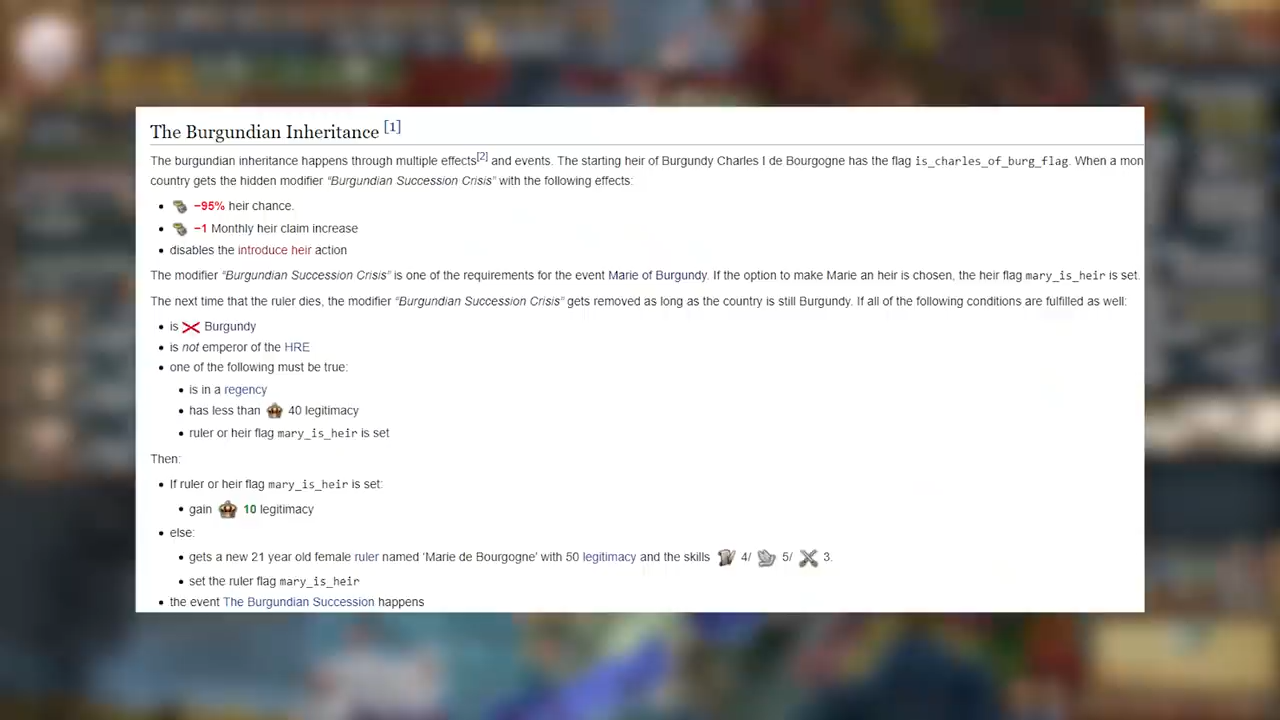 The Burgundian Inheritance [1]
The burgundian inheritance happens through multiple effects[2] and events. The starting heir of Burgundy Charles I de Bourgogne has the flag is_charles_of_burg_flag. When a mon
country gets the hidden modifier “Burgundian Succession Crisis” with the following effects:
• −95% heir chance.
• −1 Monthly heir claim increase
• disables the introduce heir action
The modifier “Burgundian Succession Crisis” is one of the requirements for the event Marie of Burgundy. If the option to make Marie an heir is chosen, the heir flag mary_is_heir is set.
The next time that the ruler dies, the modifier “Burgundian Succession Crisis” gets removed as long as the country is still Burgundy. If all of the following conditions are fulfilled as well:
• is Burgundy
• is not emperor of the HRE
• one of the following must be true:
• is in a regency
• has less than 40 legitimacy
• ruler or heir flag mary_is_heir is set
Then:
• If ruler or heir flag mary_is_heir is set:
• gain 10 legitimacy
• else:
• gets a new 21 year old female ruler named ‘Marie de Bourgogne’ with 50 legitimacy and the skills 4/ 5/ 3.
• set the ruler flag mary_is_heir
• the event The Burgundian Succession happens